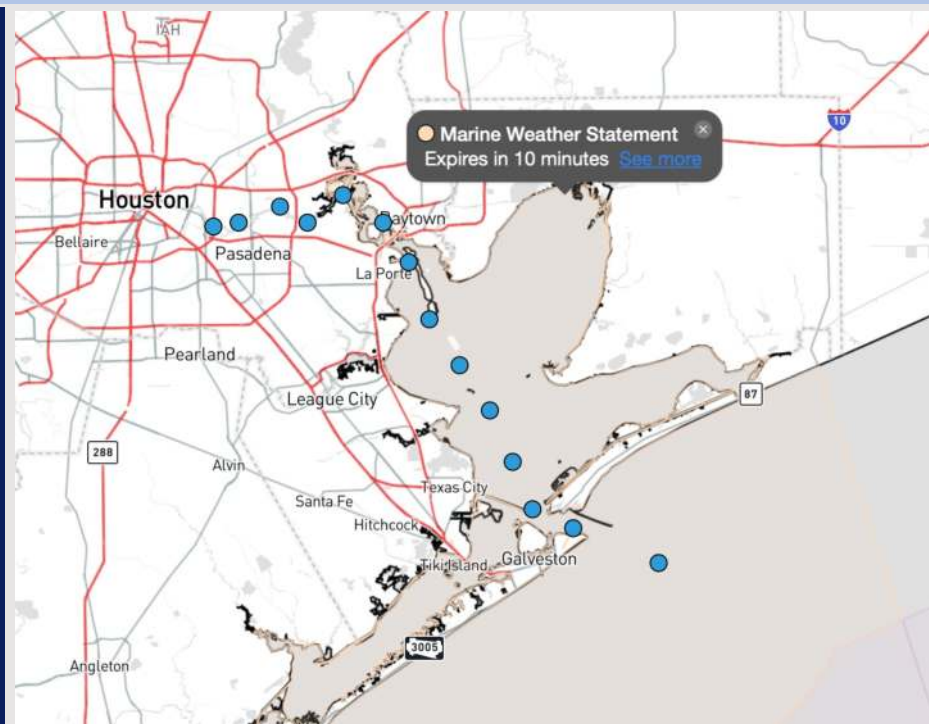 IAH
10
Marine Weather Statement
Expires in 10 minutes See more
Houston
Baytown
Bellaire
Pasadena
La Porte
Pearland
League City
87
288
Alvin
Texas City
Santa Fe
Hitchcock
Tiki Island
Galveston
3005
Angleton